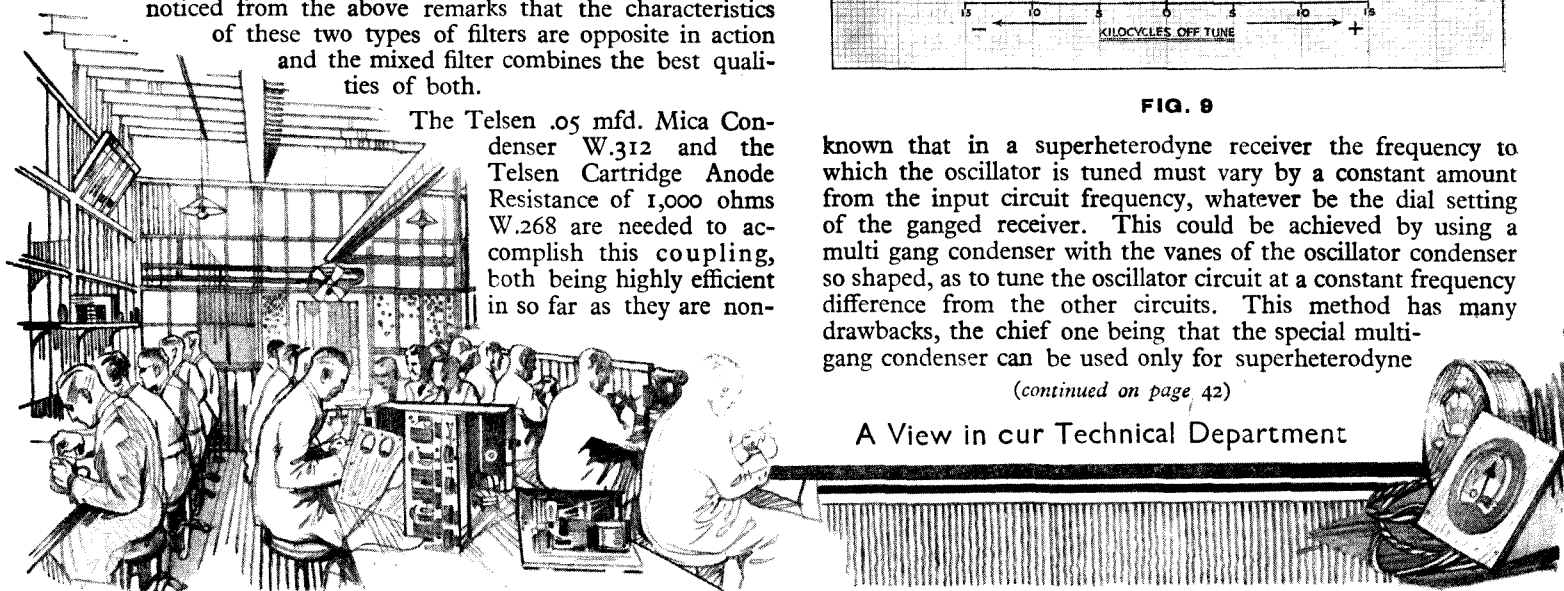 noticed from the above remarks that the characteristics
of these two types of filters are opposite in action
and the mixed filter combines the best quali-
ties of both.
The Telsen .05 mfd. Mica Con-
denser W.312 and the
Telsen Cartridge Anode
Resistance of 1,000 ohms
W.268 are needed to ac-
complish this coupling,
both being highly efficient
in so far as they are non-
15 10 5 0 5 10 15
− +
KILOCYCLES OFF TUNE
FIG. 9
known that in a superheterodyne receiver the frequency to
which the oscillator is tuned must vary by a constant amount
from the input circuit frequency, whatever be the dial setting
of the ganged receiver. This could be achieved by using a
multi gang condenser with the vanes of the oscillator condenser
so shaped, as to tune the oscillator circuit at a constant frequency
difference from the other circuits. This method has many
drawbacks, the chief one being that the special multi-
gang condenser can be used only for superheterodyne
(continued on page 42)
A View in our Technical Department